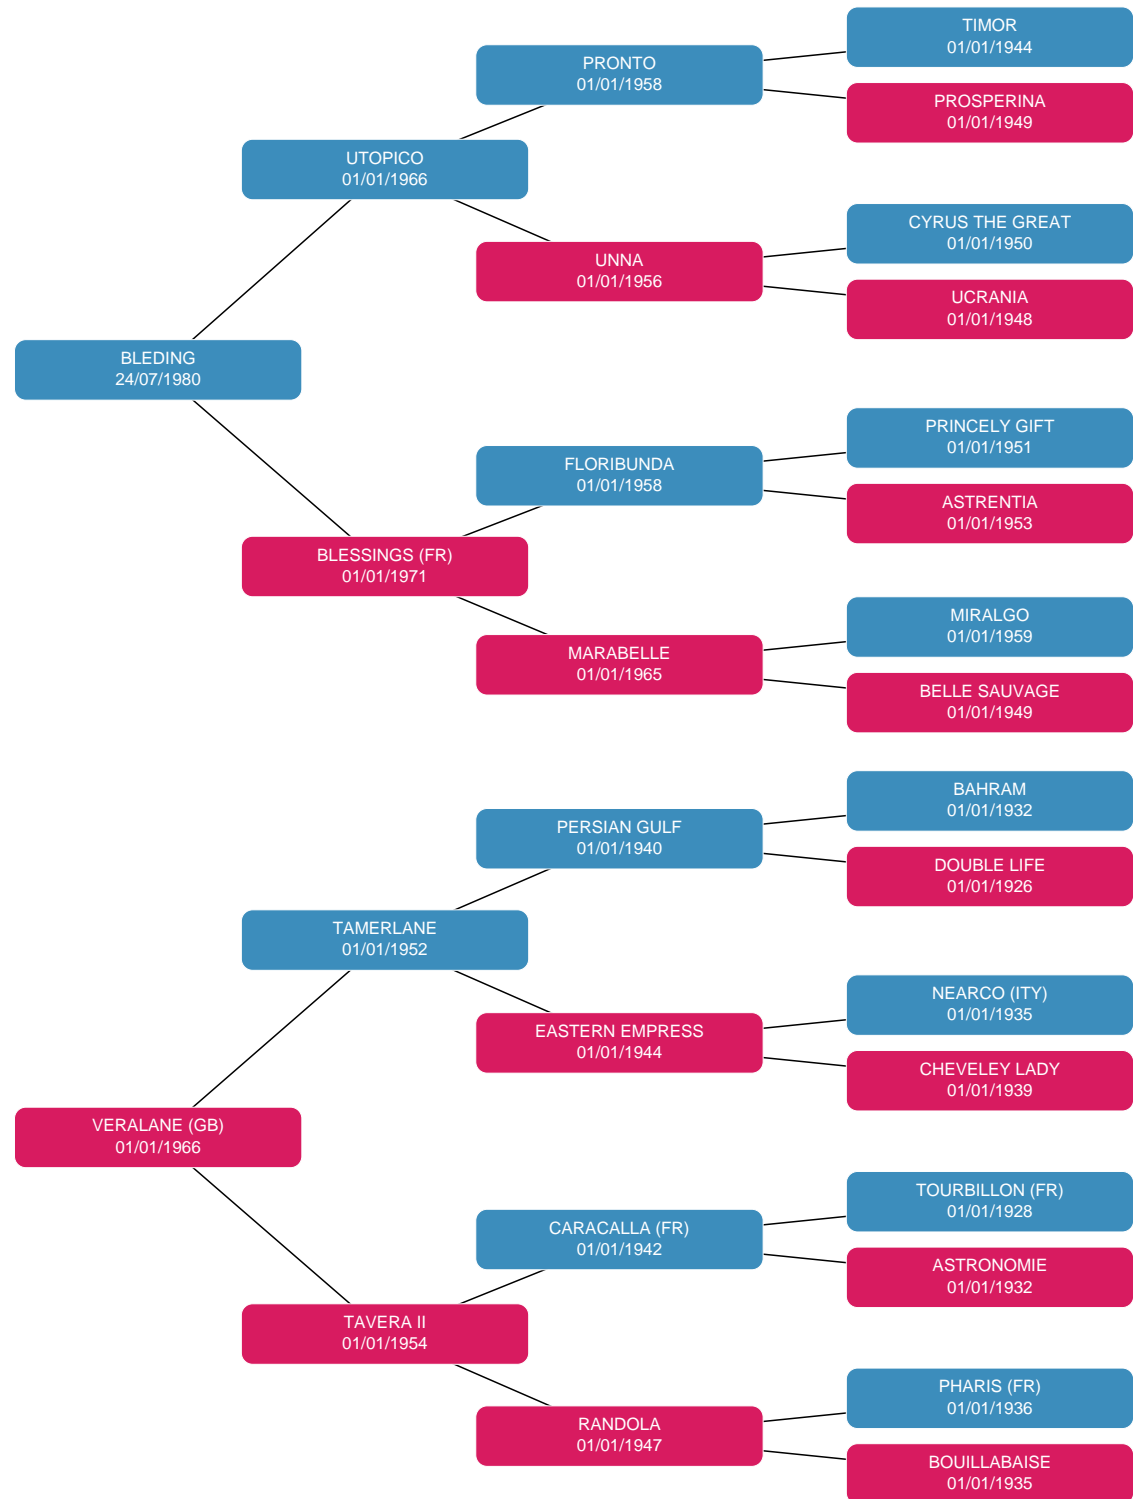 TIMOR
01/01/1944
PRONTO
01/01/1958
PROSPERINA
01/01/1949
UTOPICO
01/01/1966
CYRUS THE GREAT
01/01/1950
UNNA
01/01/1956
UCRANIA
01/01/1948
BLEDING
24/07/1980
PRINCELY GIFT
01/01/1951
FLORIBUNDA
01/01/1958
ASTRENTIA
01/01/1953
BLESSINGS (FR)
01/01/1971
MIRALGO
01/01/1959
MARABELLE
01/01/1965
BELLE SAUVAGE
01/01/1949
BAHRAM
01/01/1932
PERSIAN GULF
01/01/1940
DOUBLE LIFE
01/01/1926
TAMERLANE
01/01/1952
NEARCO (ITY)
01/01/1935
EASTERN EMPRESS
01/01/1944
CHEVELEY LADY
01/01/1939
VERALANE (GB)
01/01/1966
TOURBILLON (FR)
01/01/1928
CARACALLA (FR)
01/01/1942
ASTRONOMIE
01/01/1932
TAVERA II
01/01/1954
PHARIS (FR)
01/01/1936
RANDOLA
01/01/1947
BOUILLABAISE
01/01/1935